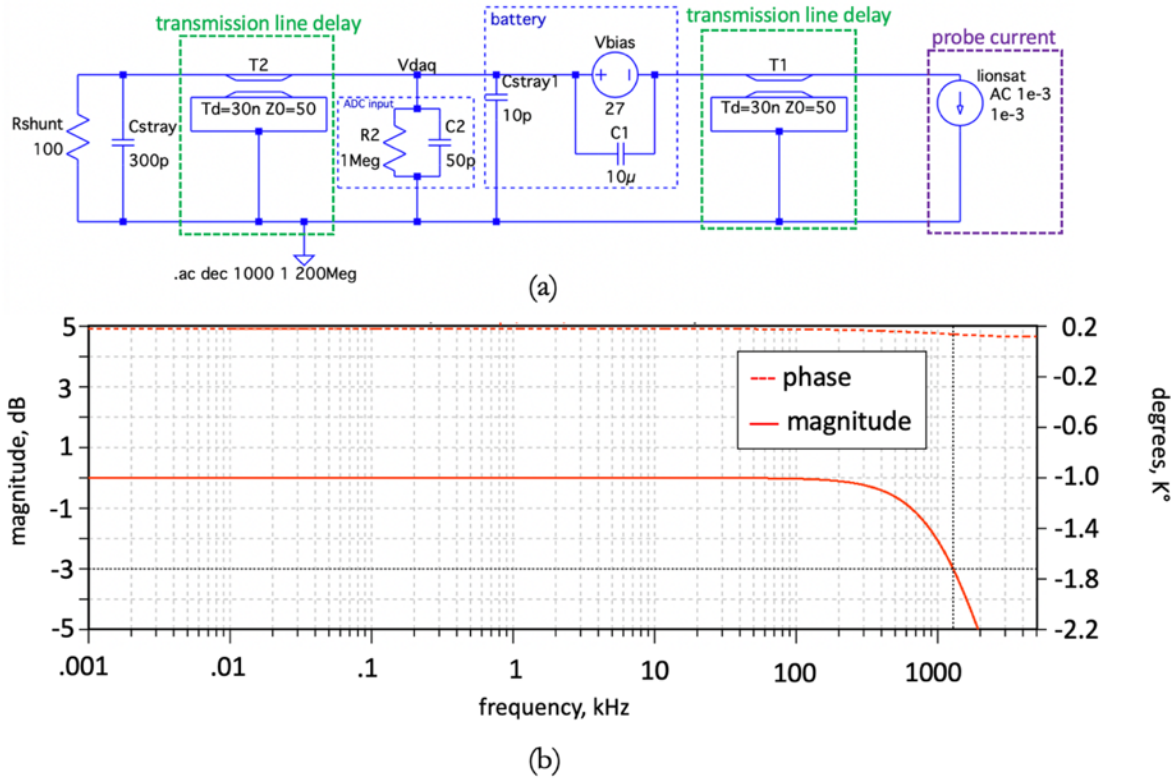 transmission line delay
battery
transmission line delay
probe current
T2
Vdaq
Vbias
T1
Iionsat
AC 1e-3
1e-3
Td=30n Z0=50
ADC input
Cstray1
10p
27
Td=30n Z0=50
Rshunt
100
Cstray
300p
R2
1Meg
C2
50p
C1
10µ
.ac dec 1000 1 200Meg
(a)
5
3
1
-1
-3
-5
magnitude, dB
phase
magnitude
0.2
-0.2
-0.6
-1.0
-1.4
-1.8
-2.2
degrees, K°
.001
.01
.1
1
10
100
1000
frequency, kHz
(b)